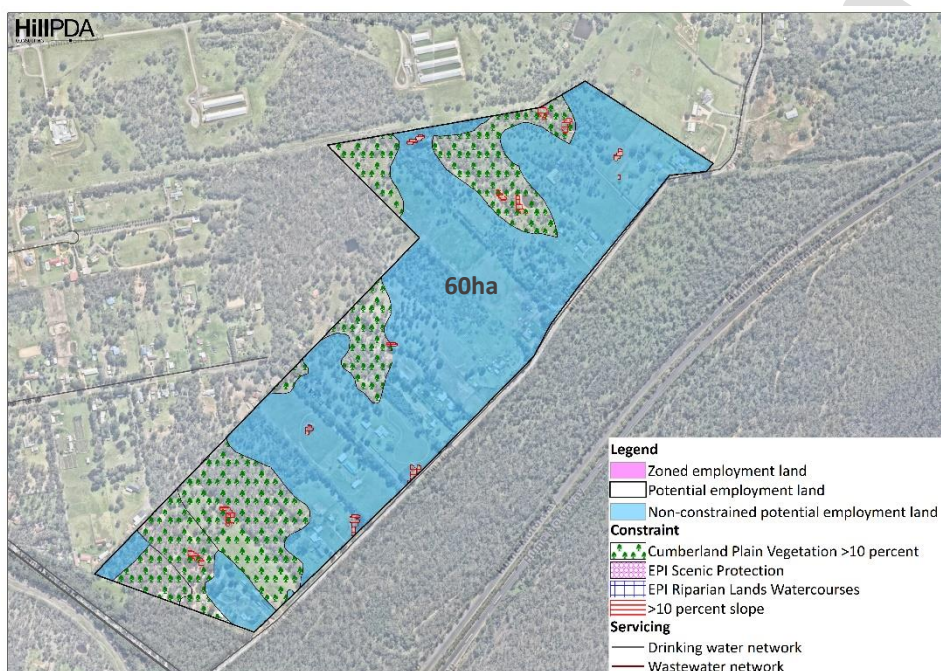 HillPDA
60ha
Legend
Zoned employment land
Potential employment land
Non-constrained potential employment land
Constraint
Cumberland Plain Vegetation >10 percent
EPI Scenic Protection
EPI Riparian Lands Watercourses
>10 percent slope
Servicing
Drinking water network
Wastewater network